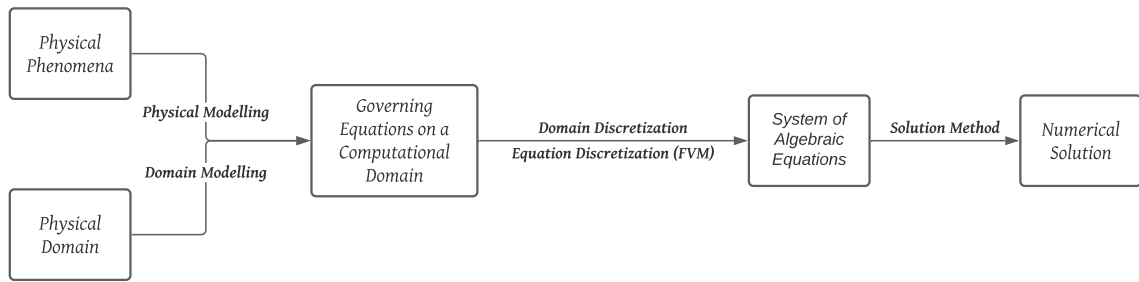 Physical
Phenomena
Physical Modelling
Domain Modelling
Physical
Domain
Governing
Equations on a
Computational
Domain
Domain Discretization
Equation Discretization (FVM)
System of
Algebraic
Equations
Solution Method
Numerical
Solution